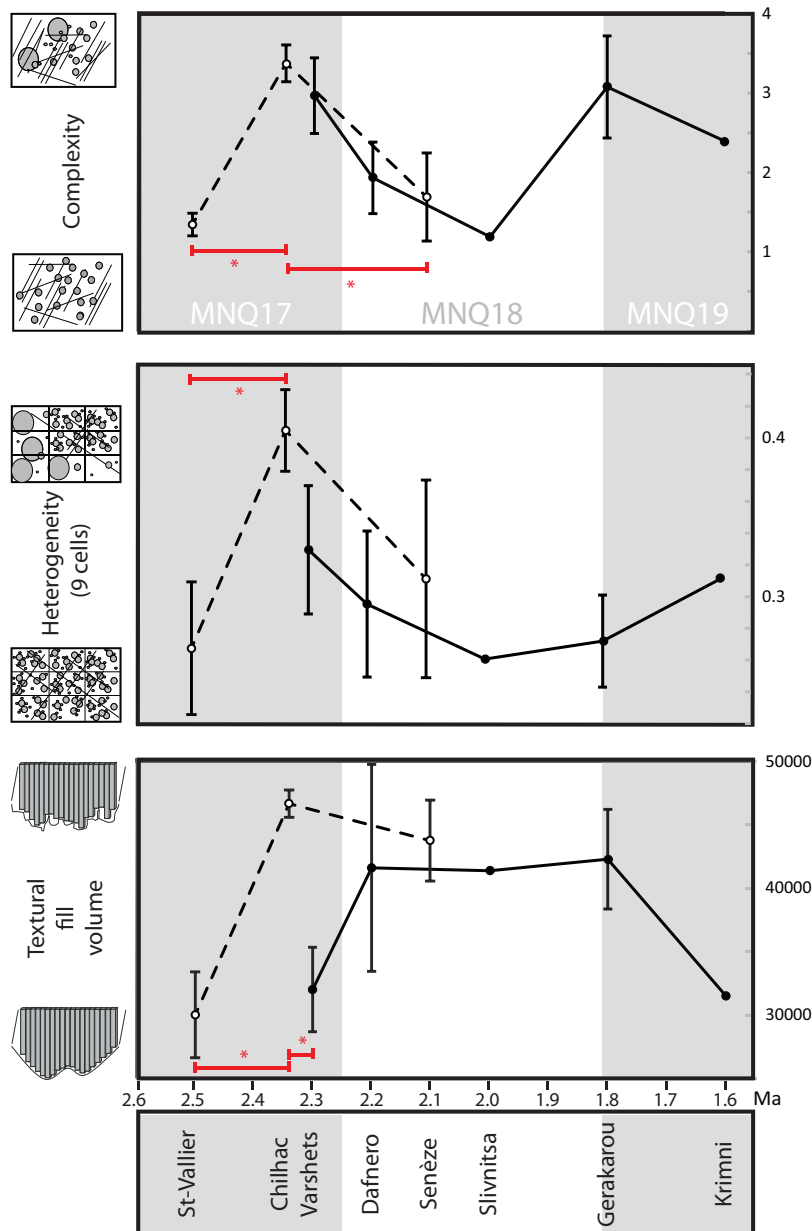 Complexity
4
3
2
1
*
*
MNQ17
MNQ18
MNQ19
Heterogeneity
(9 cells)
*
0.4
0.3
Textural
fill
volume
50000
40000
30000
*
*
2.6
2.5
2.4
2.3
2.2
2.1
2.0
1.9
1.8
1.7
1.6
Ma
St-Vallier
Chilhac
Varshets
Dafnero
Senèze
Slivnitsa
Gerakarou
Krimni